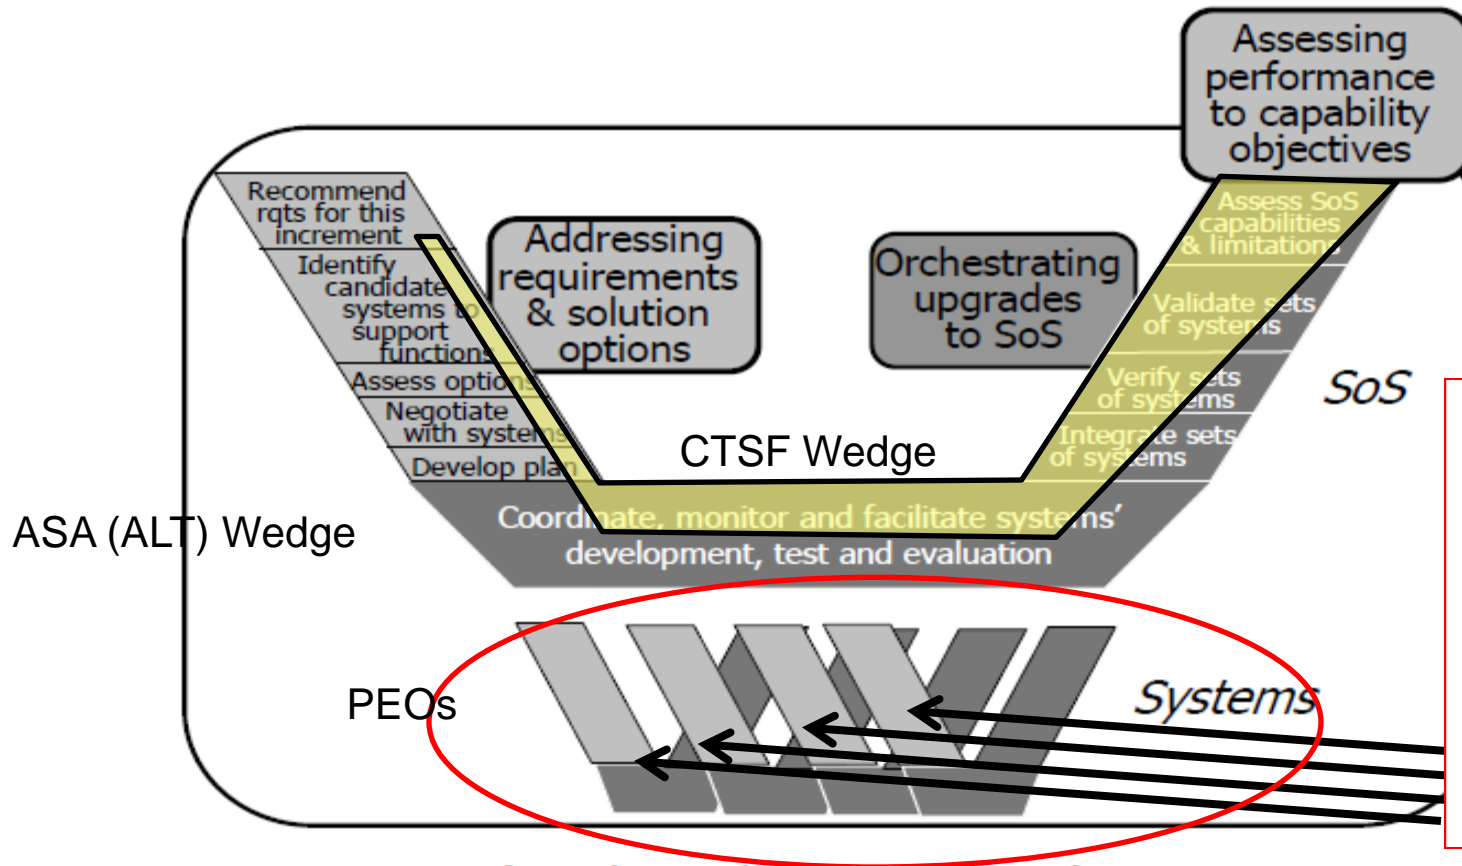 Assessing
performance
to capability
objectives
Recommend
rqts for this
increment
Identify
candidate
systems to
support
functions
Assess options
Negotiate
with systems
Develop plan
Addressing
requirements
& solution
options
Orchestrating
upgrades
to SoS
Assess SoS
capabilities
& limitations
Validate sets
of systems
Verify sets
of systems
Integrate sets
of systems
SoS
CTSF Wedge
ASA (ALT) Wedge
Coordinate, monitor and facilitate systems’
development, test and evaluation
PEOs
Systems